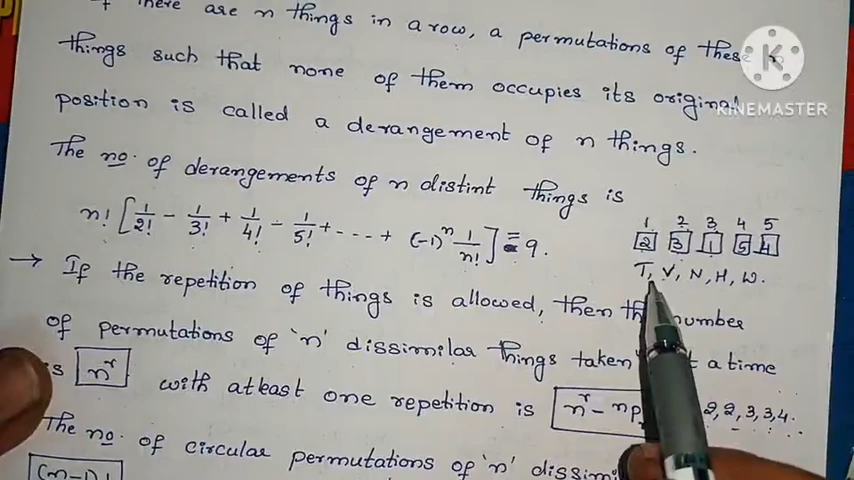 If there are n things in a row, a permutations of these n
things such that none of them occupies its original
position is called a derangement of n things.
The no. of derangements of n distint things is
n! [1/2! - 1/3! + 1/4! - 1/5! + ---- + (-1)^n 1/n!] = 9.
1 2 3 4 5
2 3 1 5 4
T, V, N, H, W.
→ If the repetition of things is allowed, then the number
of permutations of 'n' dissimilar things taken at a time
is n^r with atleast one repetition is n^r - np 2,2,3,3,4.
The no. of circular permutations of 'n'
(n-1)!
K
KINEMASTER